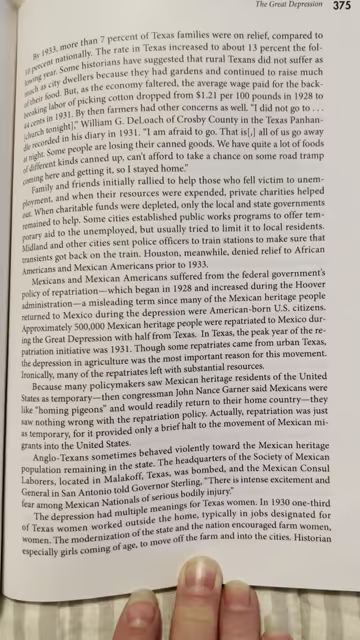 The Great Depression 375
By 1933, more than 7 percent of Texas families were on relief, compared to
10 percent nationally. The rate in Texas increased to about 13 percent the fol-
lowing year. Some historians have suggested that rural Texans did not suffer as
much as city dwellers because they had gardens and continued to raise much
of their food. But, as the economy faltered, the average wage paid for the back-
breaking labor of picking cotton dropped from $1.21 per 100 pounds in 1928 to
44 cents in 1931. By then farmers had other concerns as well. "I did not go to . . .
[church tonight]," William G. DeLoach of Crosby County in the Texas Panhan-
dle recorded in his diary in 1931. "I am afraid to go. That is[,] all of us go away
at night. Some people are losing their canned goods. We have quite a lot of foods
of different kinds canned up, can't afford to take a chance on some road tramp
coming here and getting it, so I stayed home."
Family and friends initially rallied to help those who fell victim to unem-
ployment, and when their resources were expended, private charities helped
out. When charitable funds were depleted, only the local and state governments
remained to help. Some cities established public works programs to offer tem-
porary aid to the unemployed, but usually tried to limit it to local residents.
Midland and other cities sent police officers to train stations to make sure that
transients got back on the train. Houston, meanwhile, denied relief to African
Americans and Mexican Americans prior to 1933.
Mexicans and Mexican Americans suffered from the federal government's
policy of repatriation—which began in 1928 and increased during the Hoover
administration—a misleading term since many of the Mexican heritage people
returned to Mexico during the depression were American-born U.S. citizens.
Approximately 500,000 Mexican heritage people were repatriated to Mexico dur-
ing the Great Depression with half from Texas. In Texas, the peak year of the re-
patriation initiative was 1931. Though some repatriates came from urban Texas,
the depression in agriculture was the most important reason for this movement.
Ironically, many of the repatriates left with substantial resources.
Because many policymakers saw Mexican heritage residents of the United
States as temporary—then congressman John Nance Garner said Mexicans were
like "homing pigeons" and would readily return to their home country—they
saw nothing wrong with the repatriation policy. Actually, repatriation was just
as temporary, for it provided only a brief halt to the movement of Mexican mi-
grants into the United States.
Anglo-Texans sometimes behaved violently toward the Mexican heritage
population remaining in the state. The headquarters of the Society of Mexican
Laborers, located in Malakoff, Texas, was bombed, and the Mexican Consul
General in San Antonio told Governor Sterling, "There is intense excitement and
fear among Mexican Nationals of serious bodily injury."
The depression had multiple meanings for Texas women. In 1930 one-third
of Texas women worked outside the home, typically in jobs designated for
women. The modernization of the state and the nation encouraged farm women,
especially girls coming of age, to move off the farm and into the cities. Historian